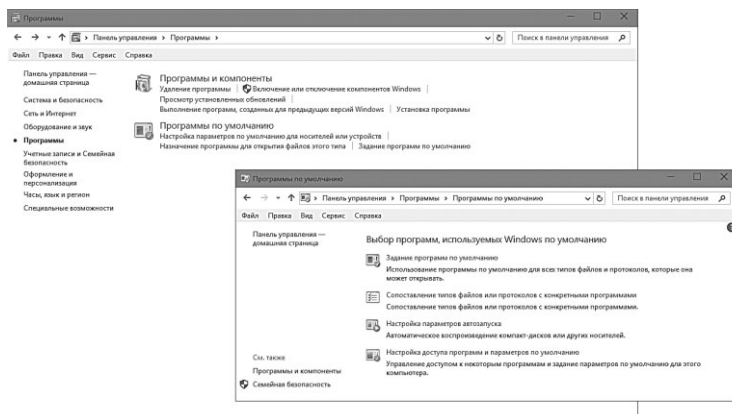 Программы
Панель управления > Программы >
Поиск в панели управления
Файл Правка Вид Сервис Справка
Панель управления —
домашняя страница
Система и безопасность
Сеть и Интернет
Оборудование и звук
Программы
Учетные записи и Семейная
безопасность
Оформление и
персонализация
Часы, язык и регион
Специальные возможности
Программы и компоненты
Удаление программы | Включение или отключение компонентов Windows |
Просмотр установленных обновлений |
Выполнение программ, созданных для предыдущих версий Windows | Установка программы
Программы по умолчанию
Настройка параметров по умолчанию для носителей или устройств |
Назначение программы для открытия файлов этого типа | Задание программ по умолчанию
Программы по умолчанию
Панель управления > Программы > Программы по умолчанию
Поиск в панели управления
Файл Правка Вид Сервис Справка
Панель управления —
домашняя страница
Выбор программ, используемых Windows по умолчанию
Задание программ по умолчанию
Использование программы по умолчанию для всех типов файлов и протоколов, которые она
может открывать.
Сопоставление типов файлов или протоколов с конкретными программами
Сопоставление типов файлов или протоколов с конкретными программами.
Настройка параметров автозапуска
Автоматическое воспроизведение компакт-дисков или других носителей.
Настройка доступа программ и параметров по умолчанию
Управление доступом к некоторым программам и задание параметров по умолчанию для этого
компьютера.
См. также
Программы и компоненты
Семейная безопасность